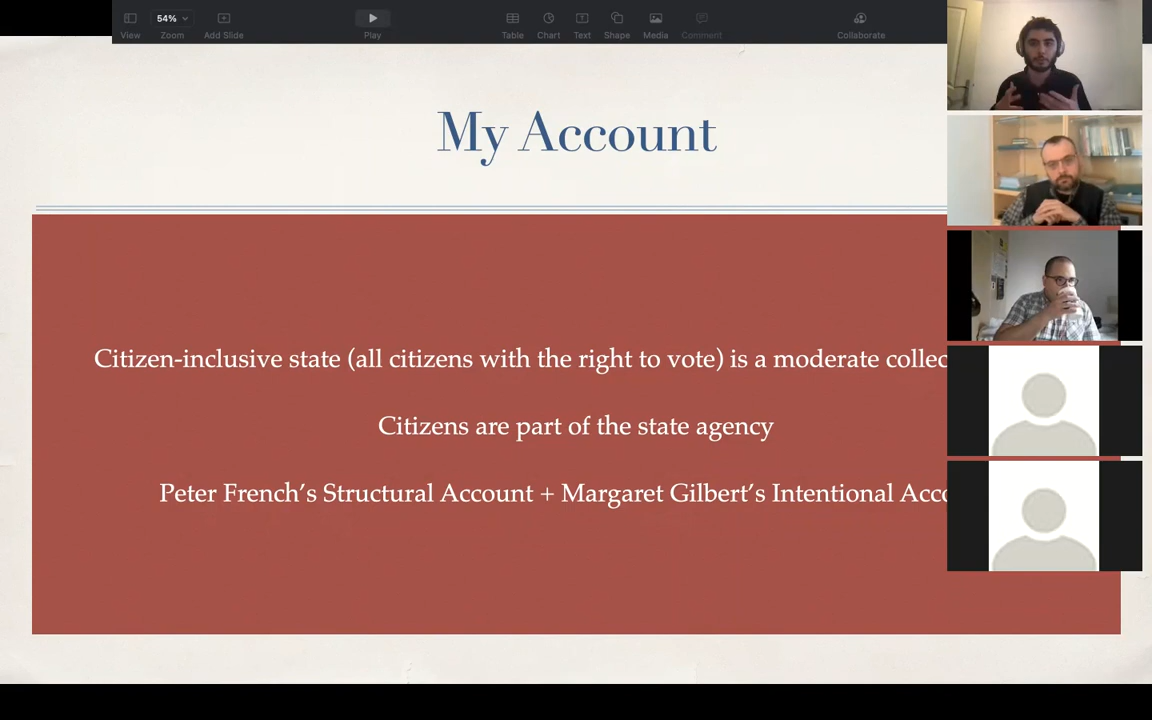 54%
View Zoom Add Slide Play Table Chart Text Shape Media Comment Collaborate
My Account
Citizen-inclusive state (all citizens with the right to vote) is a moderate collec
Citizens are part of the state agency
Peter French's Structural Account + Margaret Gilbert's Intentional Acco